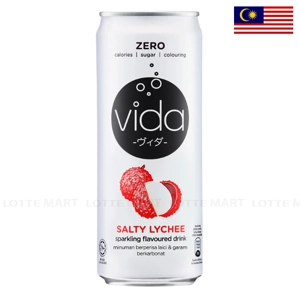 ZERO
calories | sugar | colouring
vida
-ヴィダ-
SALTY LYCHEE
sparkling flavoured drink
minuman berperisa laici & garam
berkarbonat
LOTTE MART LOTTE MART LOTTE MART